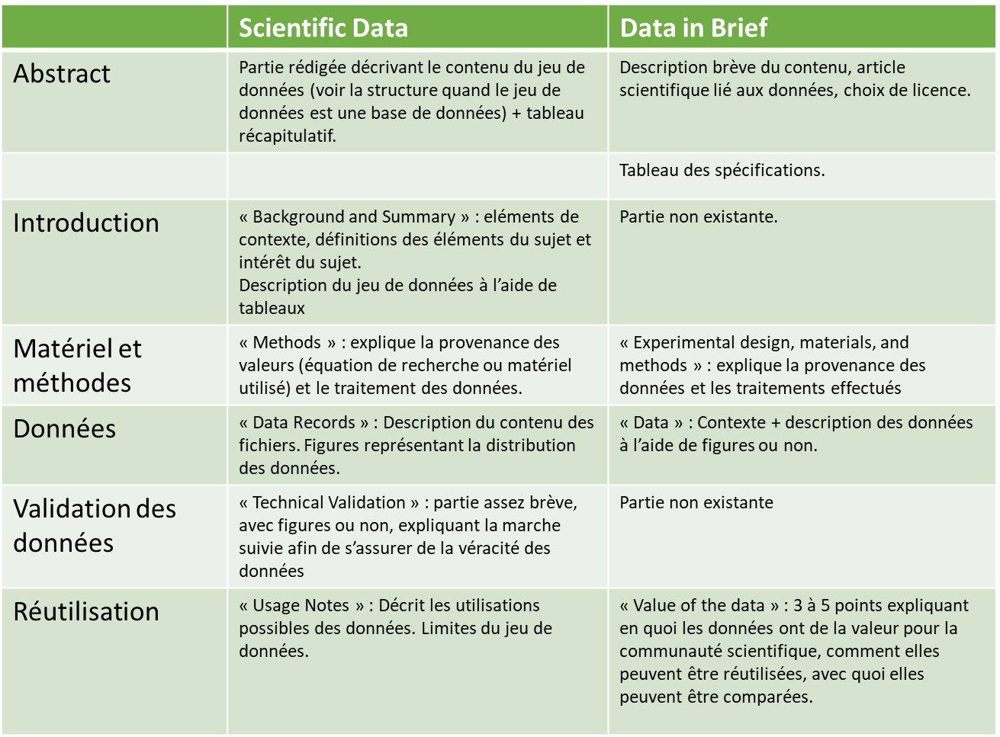 Scientific Data
Data in Brief
Abstract
Partie rédigée décrivant le contenu du jeu de
données (voir la structure quand le jeu de
données est une base de données) + tableau
récapitulatif.
Description brève du contenu, article
scientifique lié aux données, choix de licence.
Tableau des spécifications.
Introduction
« Background and Summary » : eléments de
contexte, définitions des éléments du sujet et
intérêt du sujet.
Description du jeu de données à l’aide de
tableaux
Partie non existante.
Matériel et
méthodes
« Methods » : explique la provenance des
valeurs (équation de recherche ou matériel
utilisé) et le traitement des données.
« Experimental design, materials, and
methods » : explique la provenance des
données et les traitements effectués
Données
« Data Records » : Description du contenu des
fichiers. Figures représentant la distribution
des données.
« Data » : Contexte + description des données
à l’aide de figures ou non.
Validation des
données
« Technical Validation » : partie assez brève,
avec figures ou non, expliquant la marche
suivie afin de s’assurer de la véracité des
données
Partie non existante
Réutilisation
« Usage Notes » : Décrit les utilisations
possibles des données. Limites du jeu de
données.
« Value of the data » : 3 à 5 points expliquant
en quoi les données ont de la valeur pour la
communauté scientifique, comment elles
peuvent être réutilisées, avec quoi elles
peuvent être comparées.